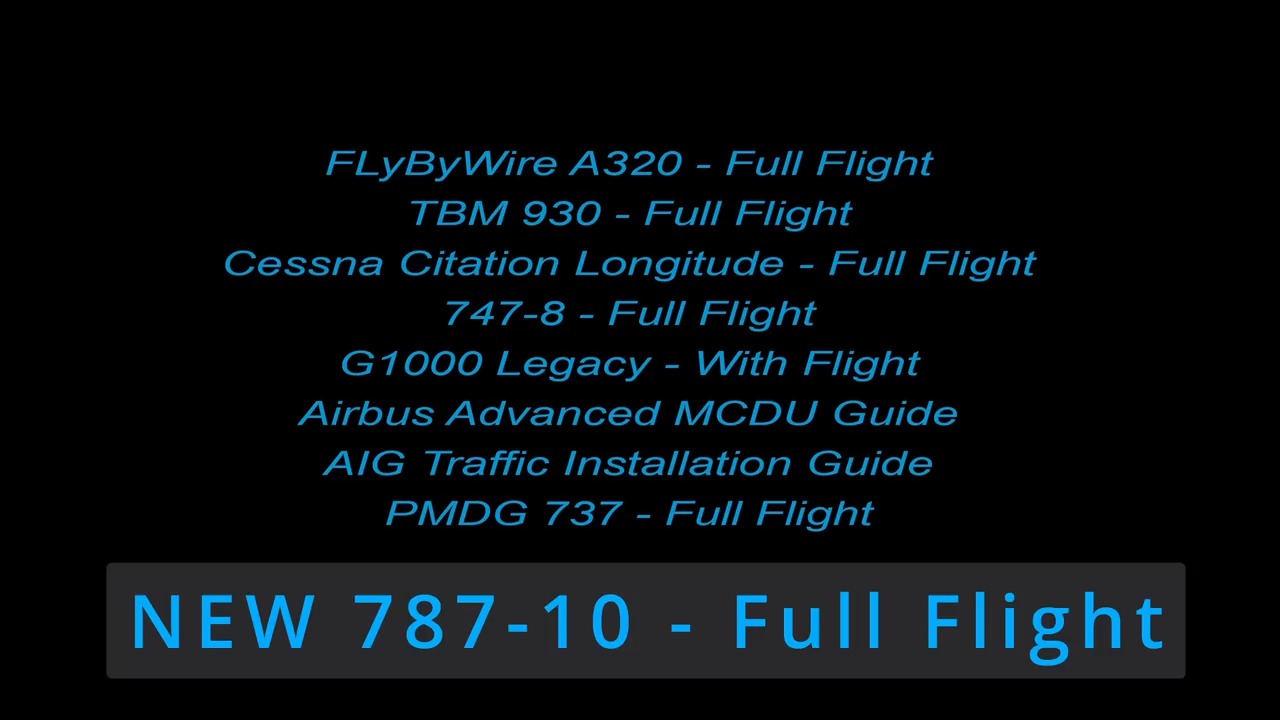 FLyByWire A320 - Full Flight
TBM 930 - Full Flight
Cessna Citation Longitude - Full Flight
747-8 - Full Flight
G1000 Legacy - With Flight
Airbus Advanced MCDU Guide
AIG Traffic Installation Guide
PMDG 737 - Full Flight
NEW 787-10 - Full Flight